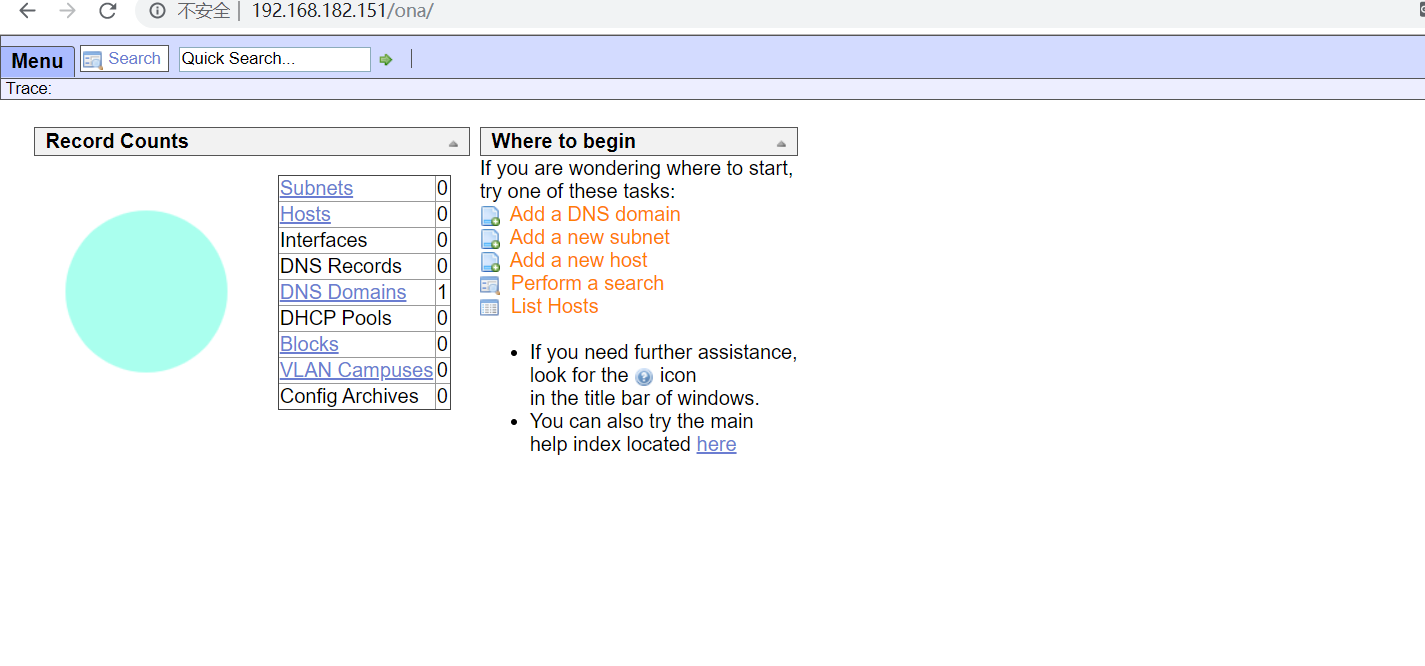 不安全 | 192.168.182.151/ona/
Menu Search Quick Search...
Trace:
Record Counts
Subnets 0
Hosts 0
Interfaces 0
DNS Records 0
DNS Domains 1
DHCP Pools 0
Blocks 0
VLAN Campuses 0
Config Archives 0
Where to begin
If you are wondering where to start,
try one of these tasks:
Add a DNS domain
Add a new subnet
Add a new host
Perform a search
List Hosts
• If you need further assistance,
look for the ? icon
in the title bar of windows.
• You can also try the main
help index located here